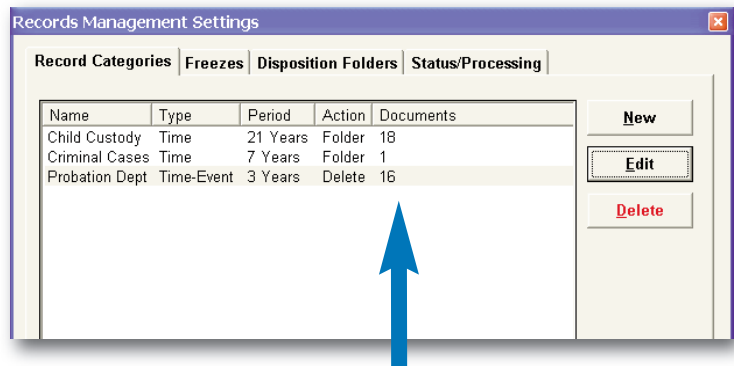 Records Management Settings
Record Categories Freezes Disposition Folders Status/Processing
Name Type Period Action Documents
Child Custody Time 21 Years Folder 18
Criminal Cases Time 7 Years Folder 1
Probation Dept Time-Event 3 Years Delete 16
New
Edit
Delete